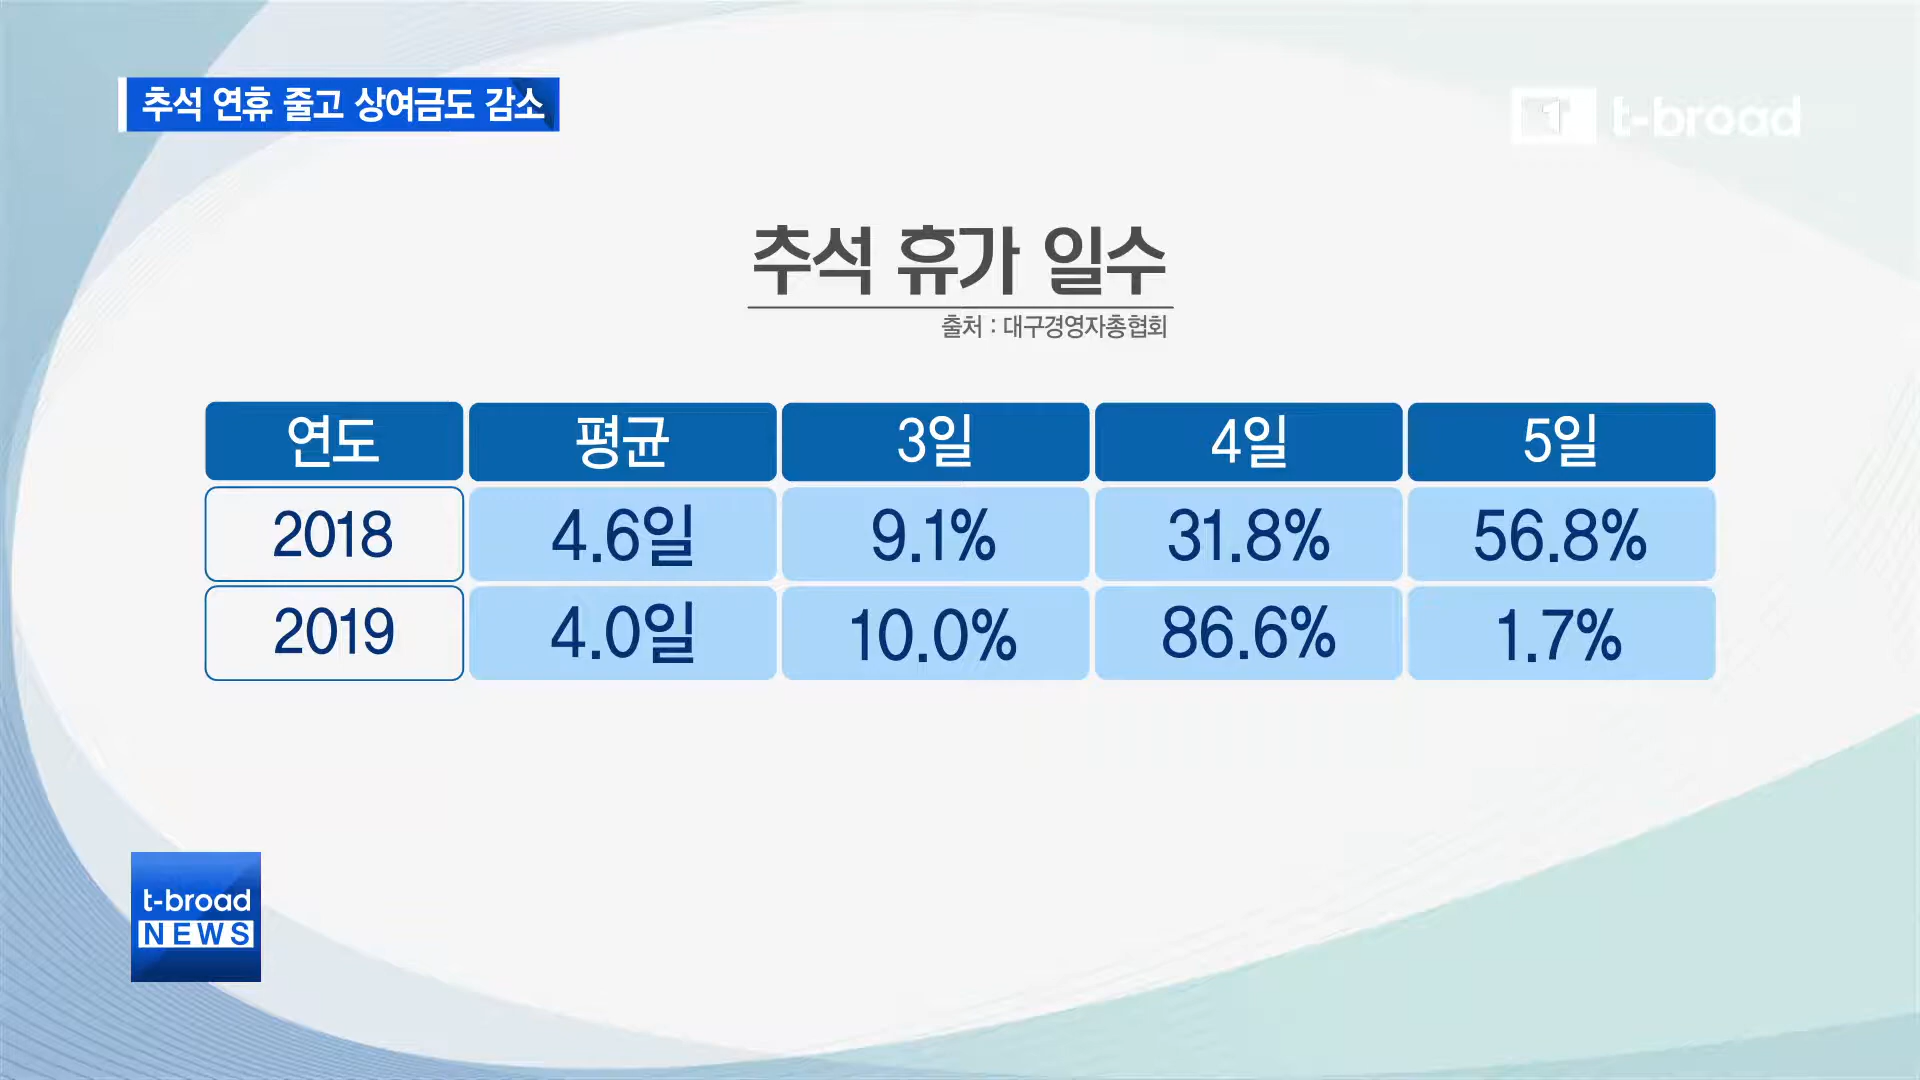 추석 연휴 줄고 상여금도 감소
1 t-broad
추석 휴가 일수
출처 : 대구경영자총협회
연도 평균 3일 4일 5일
2018 4.6일 9.1% 31.8% 56.8%
2019 4.0일 10.0% 86.6% 1.7%
t-broad
NEWS